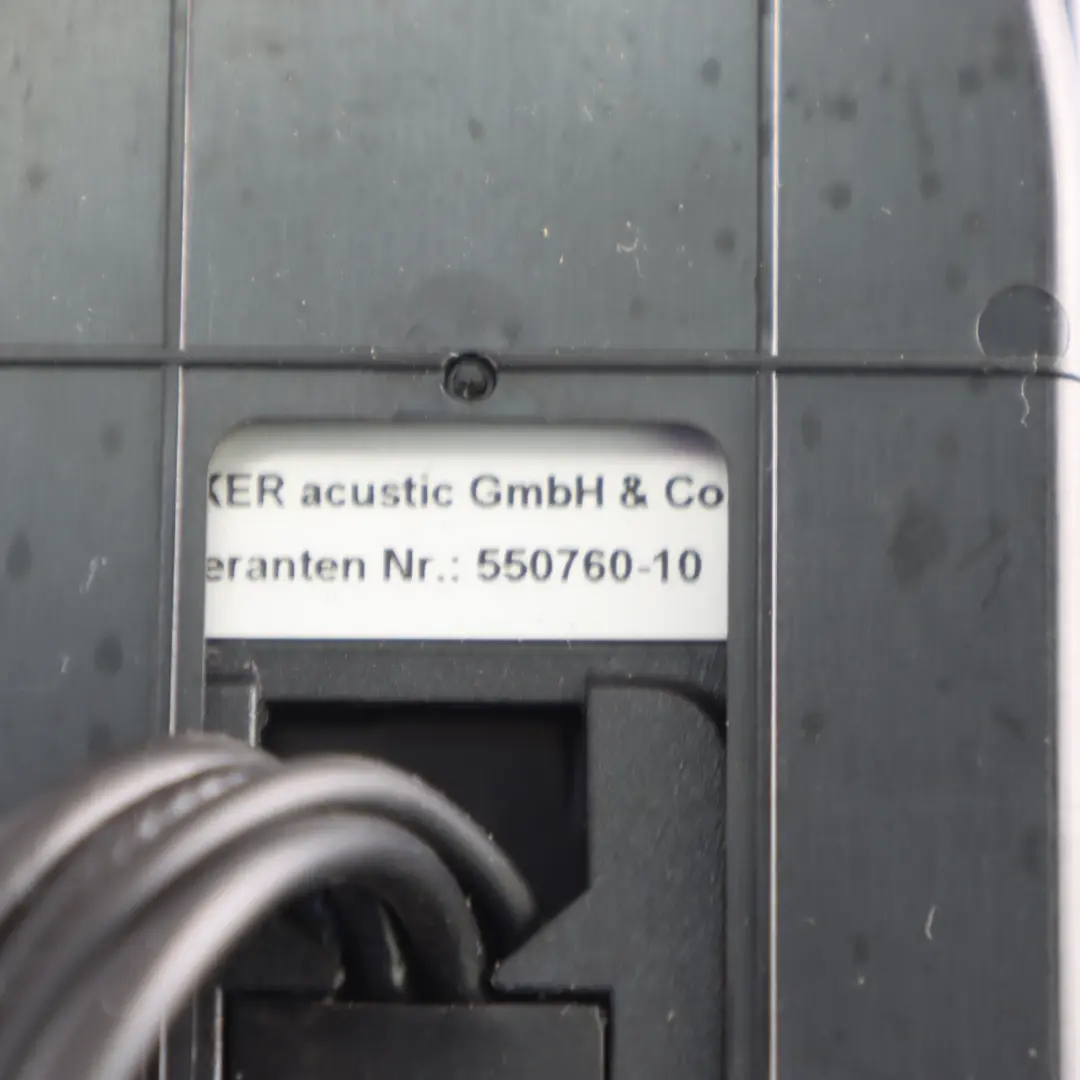 KER acustic GmbH & Co
eranten Nr.: 550760-10